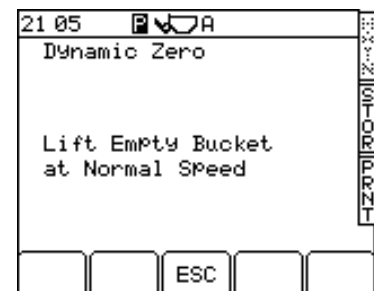 21 05 P A
Dynamic Zero
Lift Empty Bucket
at Normal Speed
ESC
STOR
PRNT